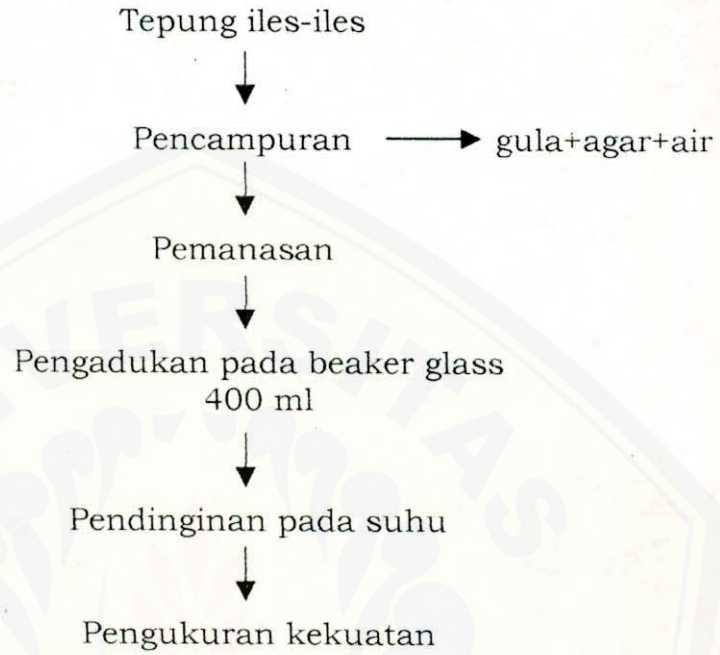 Tepung iles-iles
Pencampuran gula+agar+air
Pemanasan
Pengadukan pada beaker glass
400 ml
Pendinginan pada suhu
Pengukuran kekuatan
UNIVERSITAS